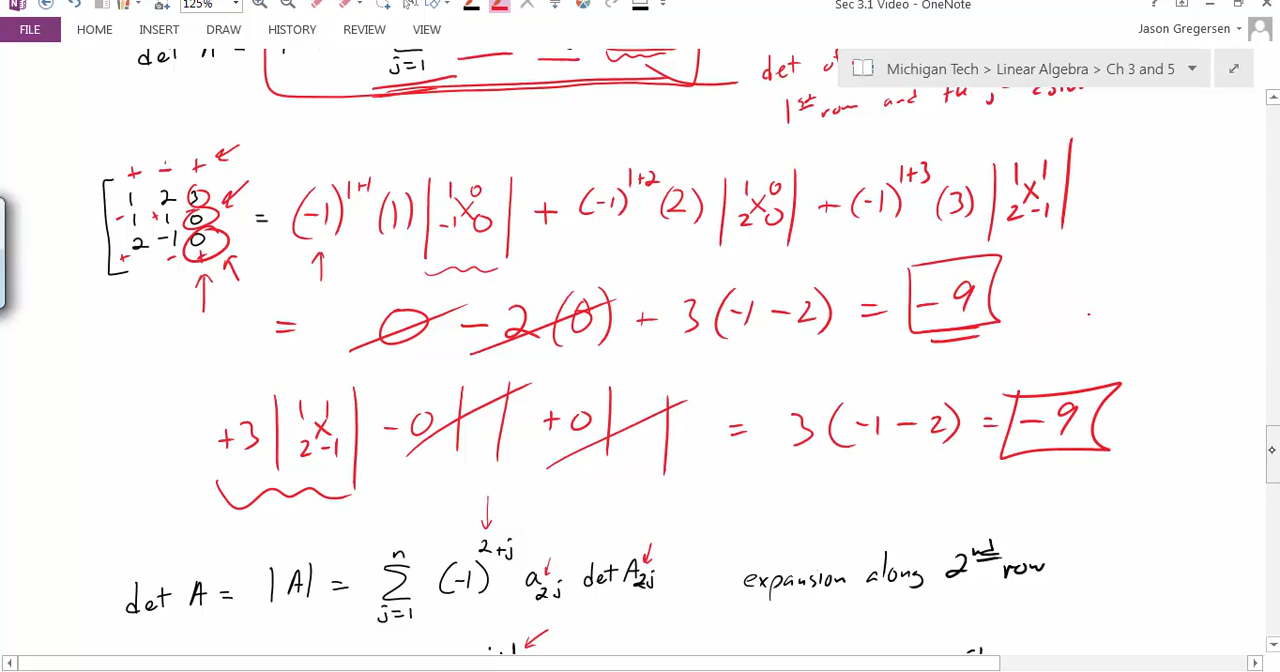 125%
Sec 3.1 Video - OneNote
FILE HOME INSERT DRAW HISTORY REVIEW VIEW
Jason Gregersen
Michigan Tech > Linear Algebra > Ch 3 and 5
det A =
j=1
det of
1st row and the j
+ - +
1 2 3
-1 +1 0
2 -1 0
+ - +
= (-1)^{1+1} (1) | 1 0 -1 0 | + (-1)^{1+2} (2) | 1 0 2 0 | + (-1)^{1+3} (3) | 1 1 2 -1 |
= 0 - 2(0) + 3(-1-2) = -9
+3 | 1 1 2 -1 | -0 | | +0 | | = 3(-1-2) = -9
det A = |A| = ∑_{j=1}^{n} (-1)^{2+j} a_{2j} det A_{2j} expansion along 2nd row